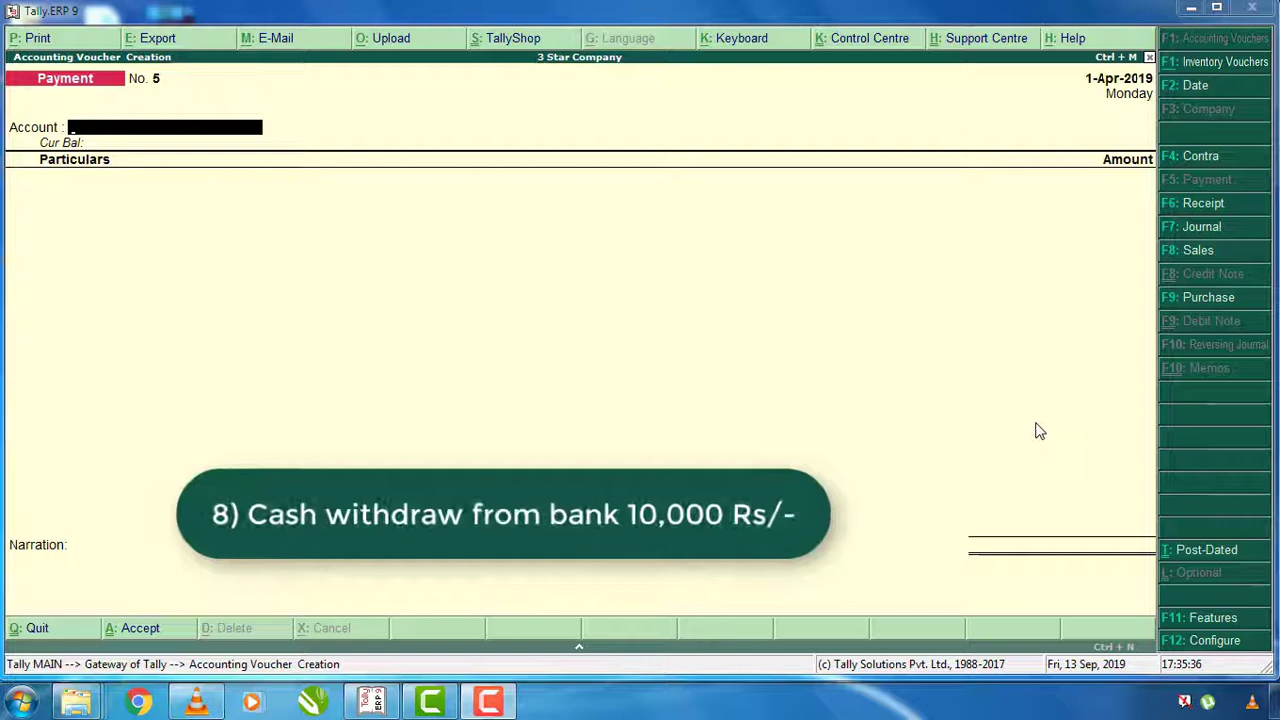 Tally.ERP 9
P: Print
E: Export
M: E-Mail
O: Upload
S: TallyShop
G: Language
K: Keyboard
K: Control Centre
H: Support Centre
H: Help
Accounting Voucher Creation
3 Star Company
Ctrl + M
Payment No. 5
1-Apr-2019
Monday
Account :
Cur Bal:
Particulars
Amount
8) Cash withdraw from bank 10,000 Rs/-
Narration:
F1: Accounting Vouchers
F1: Inventory Vouchers
F2: Date
F3: Company
F4: Contra
F5: Payment
F6: Receipt
F7: Journal
F8: Sales
F8: Credit Note
F9: Purchase
F9: Debit Note
F10: Reversing Journal
F10: Memos
T: Post-Dated
L: Optional
F11: Features
F12: Configure
Q: Quit
A: Accept
D: Delete
X: Cancel
Ctrl + N
Tally MAIN --> Gateway of Tally --> Accounting Voucher Creation
(c) Tally Solutions Pvt. Ltd., 1988-2017
Fri, 13 Sep, 2019
17:35:36